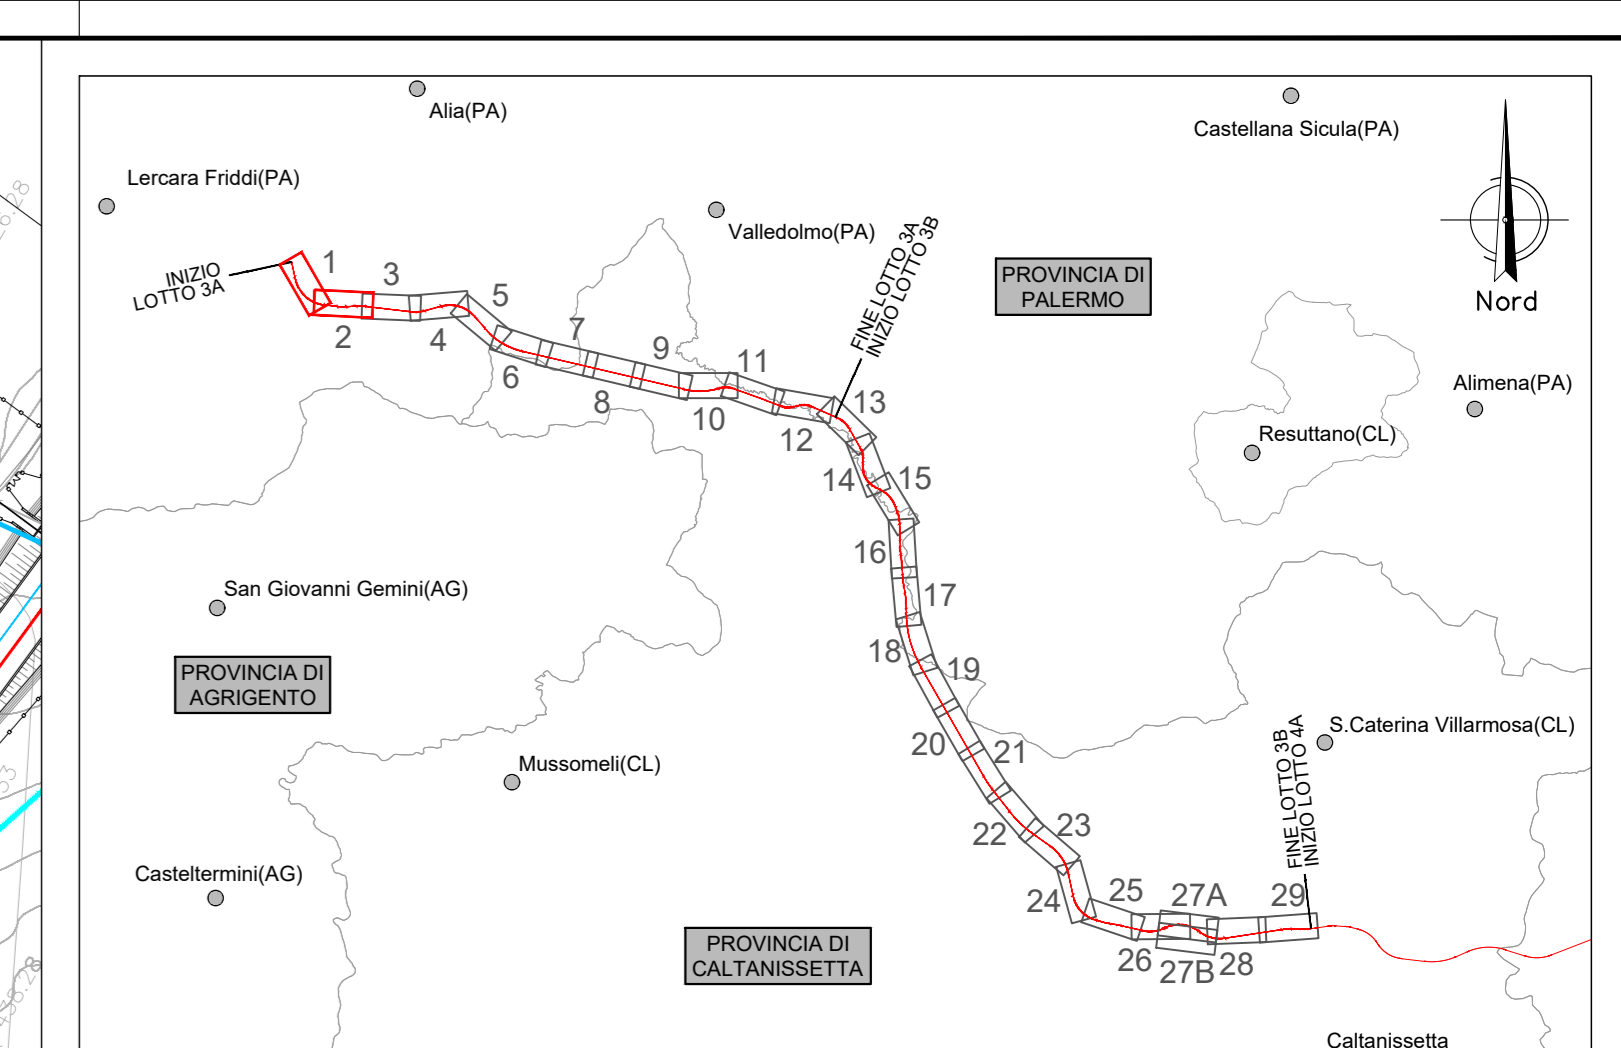 Alia(PA)
Castellana Sicula(PA)
Lercara Friddi(PA)
Valledolmo(PA)
INIZIO
LOTTO 3A
FINE LOTTO 3A
INIZIO LOTTO 3B
PROVINCIA DI
PALERMO
Nord
1
2
3
4
5
6
7
8
9
10
11
12
13
14
15
16
17
18
19
20
21
22
23
24
25
26
27A
27B
28
29
Alimena(PA)
Resuttano(CL)
San Giovanni Gemini(AG)
PROVINCIA DI
AGRIGENTO
S.Caterina Villarmosa(CL)
Mussomeli(CL)
FINE LOTTO 3B
INIZIO LOTTO 4A
Casteltermini(AG)
PROVINCIA DI
CALTANISSETTA
Caltanissetta